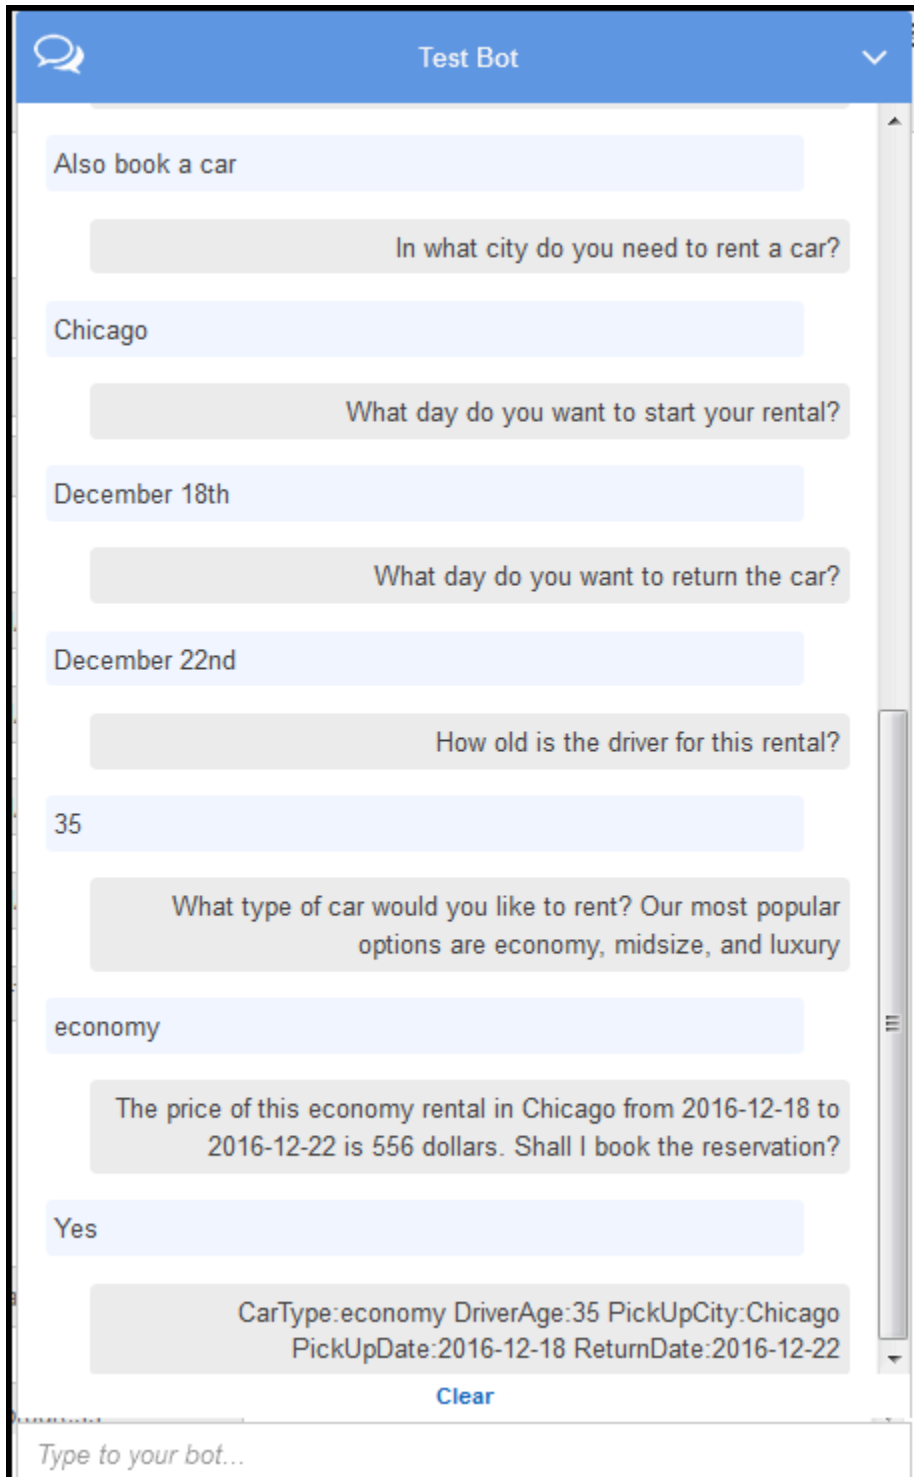 Test Bot
Also book a car
In what city do you need to rent a car?
Chicago
What day do you want to start your rental?
December 18th
What day do you want to return the car?
December 22nd
How old is the driver for this rental?
35
What type of car would you like to rent? Our most popular
options are economy, midsize, and luxury
economy
The price of this economy rental in Chicago from 2016-12-18 to
2016-12-22 is 556 dollars. Shall I book the reservation?
Yes
CarType:economy DriverAge:35 PickUpCity:Chicago
PickUpDate:2016-12-18 ReturnDate:2016-12-22
Clear
Type to your bot...